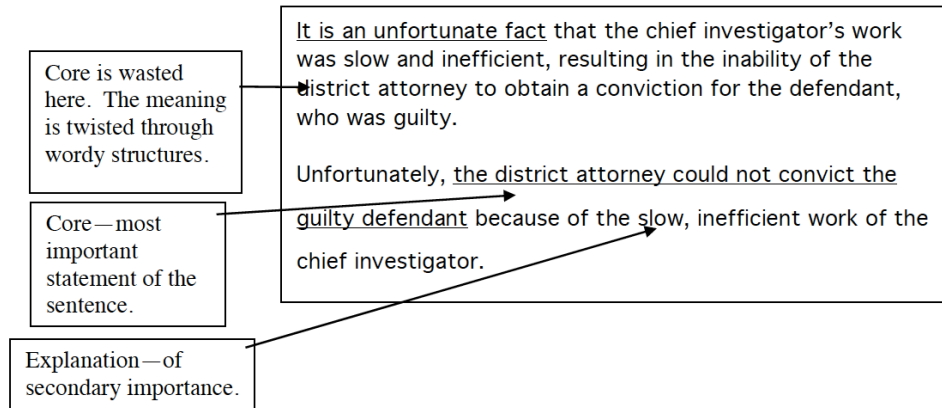 It is an unfortunate fact that the chief investigator's work
was slow and inefficient, resulting in the inability of the
district attorney to obtain a conviction for the defendant,
who was guilty.
Unfortunately, the district attorney could not convict the
guilty defendant because of the slow, inefficient work of the
chief investigator.
Core is wasted
here. The meaning
is twisted through
wordy structures.
Core—most
important
statement of the
sentence.
Explanation—of
secondary importance.